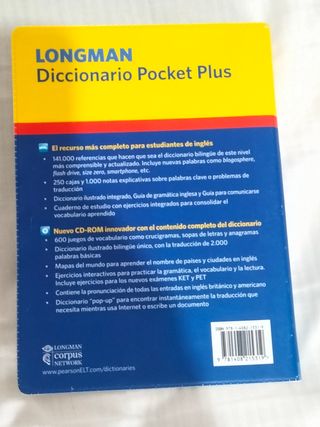 LONGMAN
Diccionario Pocket Plus
El recurso más completo para estudiantes de inglés
• 141.000 referencias que hacen que sea el diccionario bilingüe de este nivel
más comprensible y actualizado. Incluye nuevas palabras como blogosphere,
flash drive, size zero, smartphone, etc.
• 250 cajas y 1.000 notas explicativas sobre palabras clave o problemas de
traducción
• Diccionario ilustrado integrado, Guía de gramática inglesa y Guía para comunicarse
• Cuaderno de estudio con ejercicios integrados para consolidar el
vocabulario aprendido
Nuevo CD-ROM innovador con el contenido completo del diccionario
• 600 juegos de vocabulario como crucigramas, sopas de letras y anagramas
• Diccionario ilustrado bilingüe único, con la traducción de 2.000
palabras básicas
• Mapas del mundo para aprender el nombre de países y ciudades en inglés
• Ejercicios interactivos para practicar la gramática, el vocabulario y la lectura.
Incluye ejercicios para los nuevos exámenes KET y PET
• Contiene la pronunciación de todas las entradas en inglés británico y americano
• Diccionario "pop-up" para encontrar instantáneamente la traducción que
necesita mientras usa Internet o escribe un documento
LONGMAN
corpus
NETWORK
www.pearsonELT.com/dictionaries
9 781408 215319